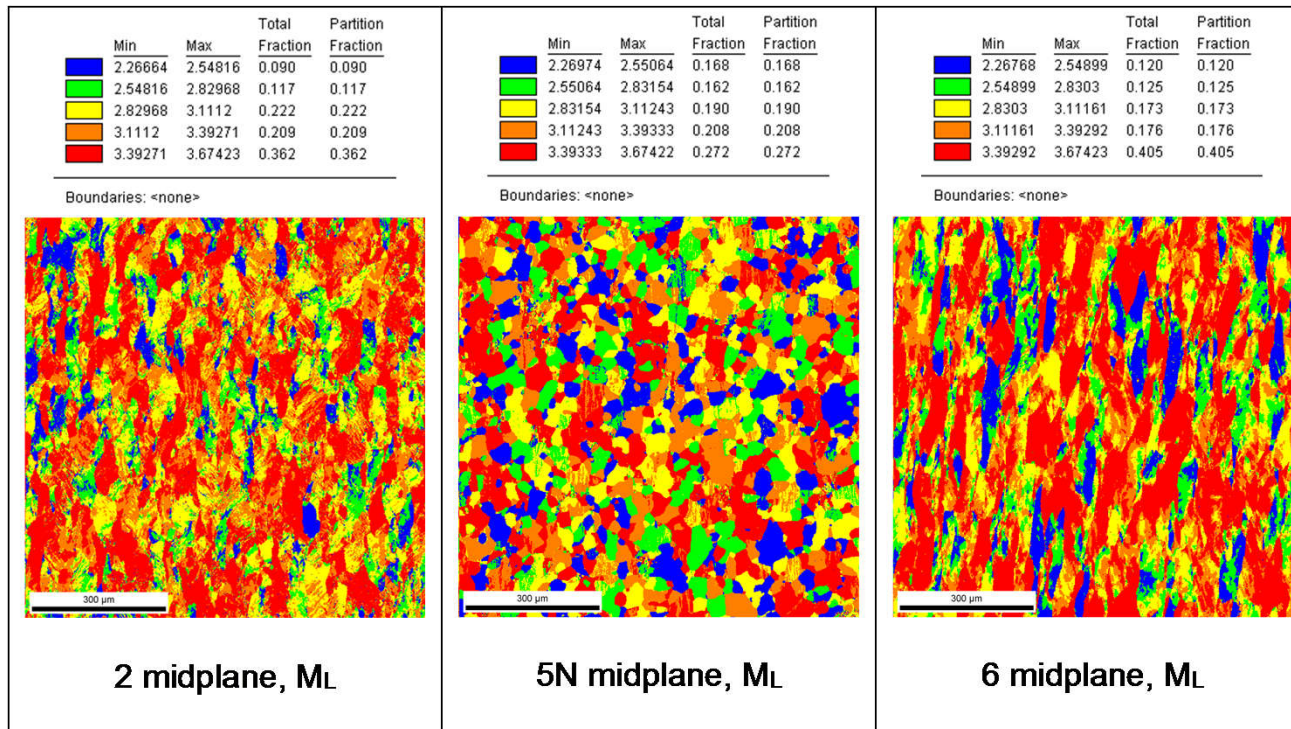 Total Partition
Min Max Fraction Fraction
2.26664 2.54816 0.090 0.090
2.54816 2.82968 0.117 0.117
2.82968 3.1112 0.222 0.222
3.1112 3.39271 0.209 0.209
3.39271 3.67423 0.362 0.362
Boundaries: <none>
300 µm
2 midplane, ML
Total Partition
Min Max Fraction Fraction
2.26974 2.55064 0.168 0.168
2.55064 2.83154 0.162 0.162
2.83154 3.11243 0.190 0.190
3.11243 3.39333 0.208 0.208
3.39333 3.67422 0.272 0.272
Boundaries: <none>
300 µm
5N midplane, ML
Total Partition
Min Max Fraction Fraction
2.26768 2.54899 0.120 0.120
2.54899 2.8303 0.125 0.125
2.8303 3.11161 0.173 0.173
3.11161 3.39292 0.176 0.176
3.39292 3.67423 0.405 0.405
Boundaries: <none>
300 µm
6 midplane, ML